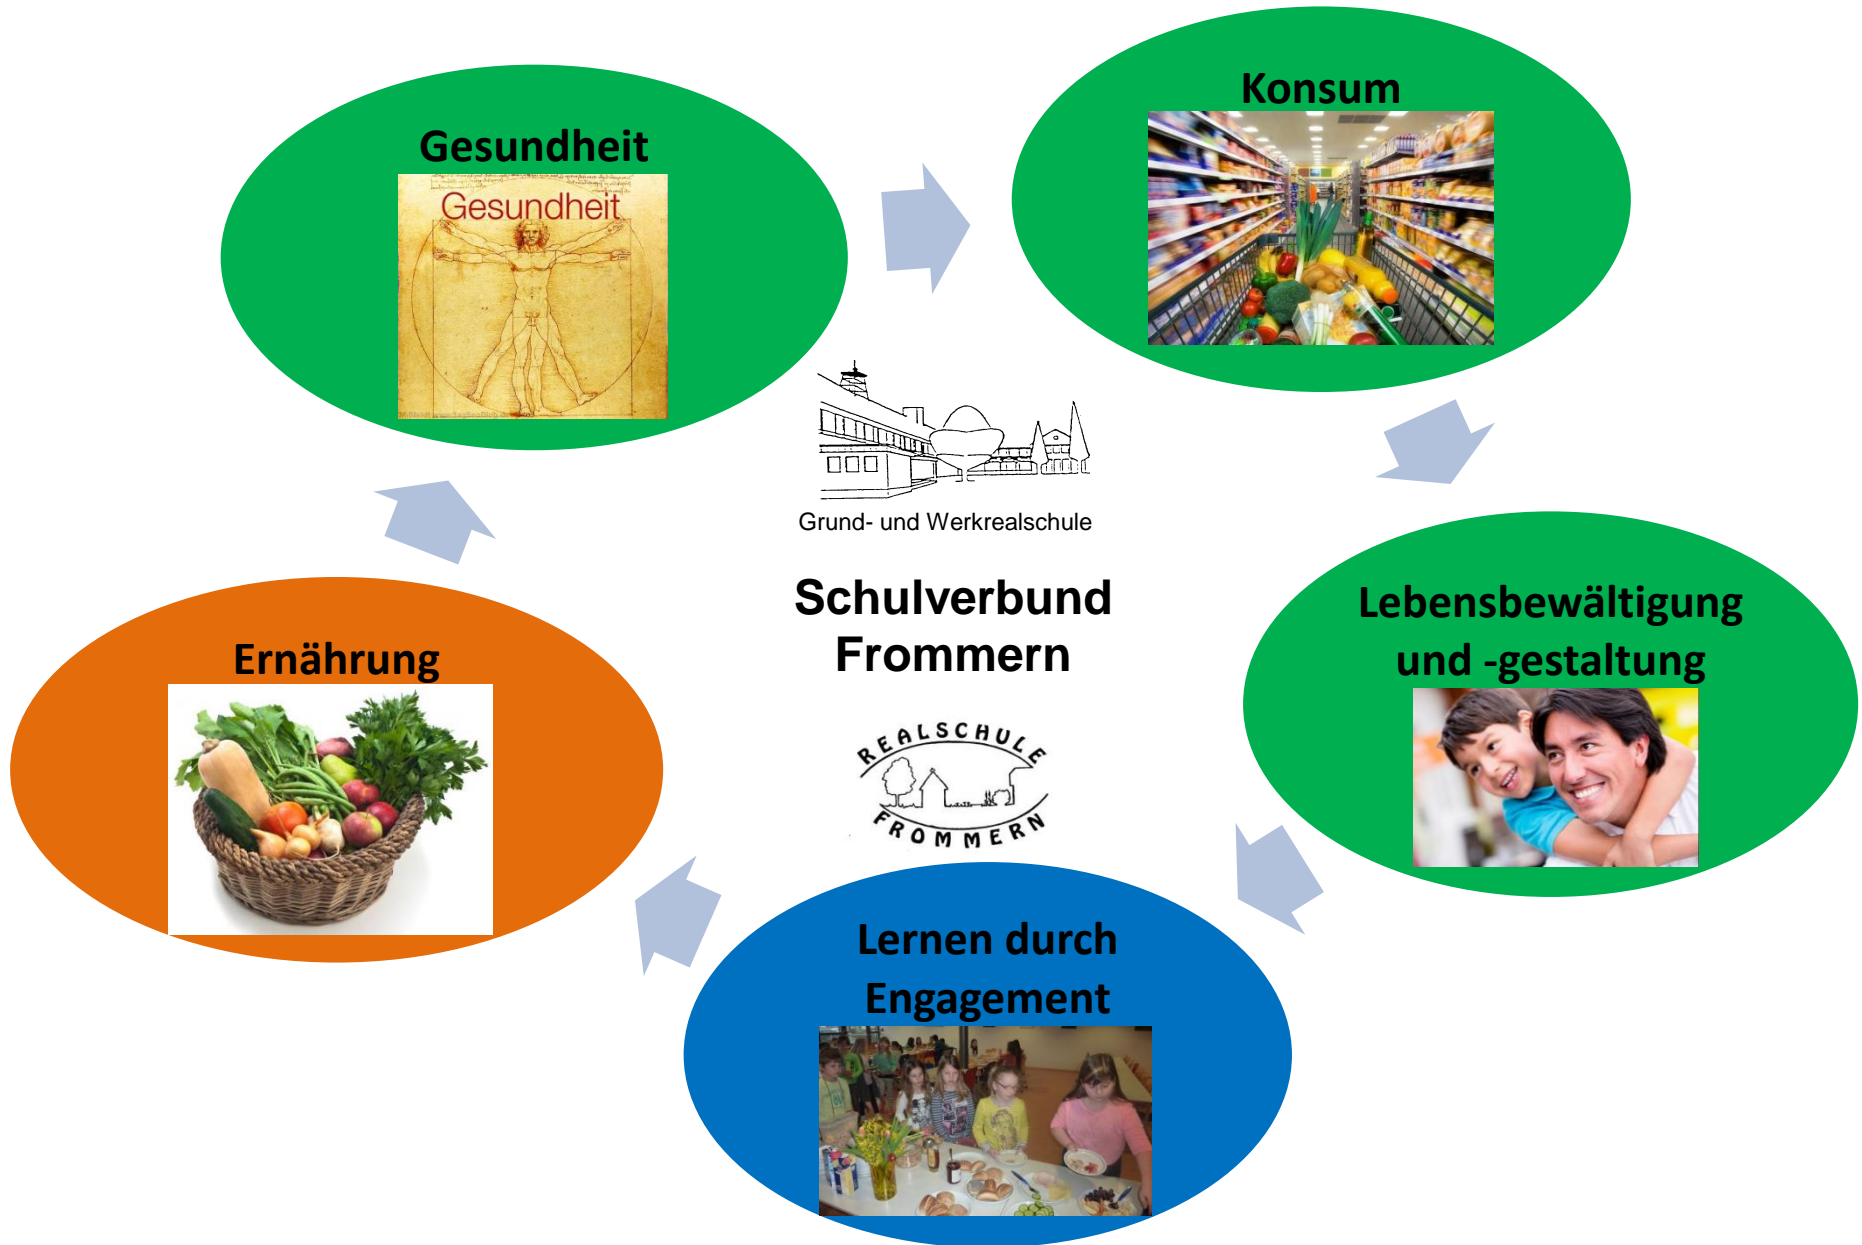 Konsum
Gesundheit
Gesundheit
Grund- und Werkrealschule
Schulverbund
Frommern
Lebensbewältigung
und -gestaltung
Ernährung
REALSCHULE
FROMMERN
Lernen durch
Engagement